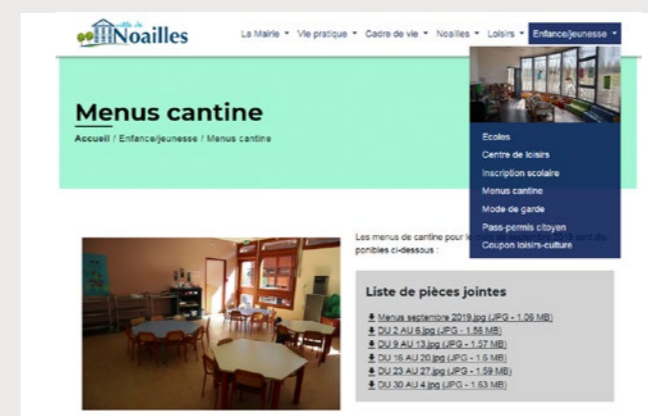 ville de
Noailles
La Mairie Vie pratique Cadre de vie Noailles Loisirs Enfance/jeunesse
Menus cantine
Accueil / Enfance/jeunesse / Menus cantine
Ecoles
Centre de loisirs
Inscription scolaire
Menus cantine
Mode de garde
Pass-permis citoyen
Coupon loisirs-culture
Les menus de cantine pour
ponibles ci-dessous :
Liste de pièces jointes
Menus septembre 2019.jpg (JPG - 1.06 MB)
DU 2 AU 6.jpg (JPG - 1.56 MB)
DU 9 AU 13.jpg (JPG - 1.57 MB)
DU 16 AU 20.jpg (JPG - 1.6 MB)
DU 23 AU 27.jpg (JPG - 1.59 MB)
DU 30 AU 4.jpg (JPG - 1.63 MB)